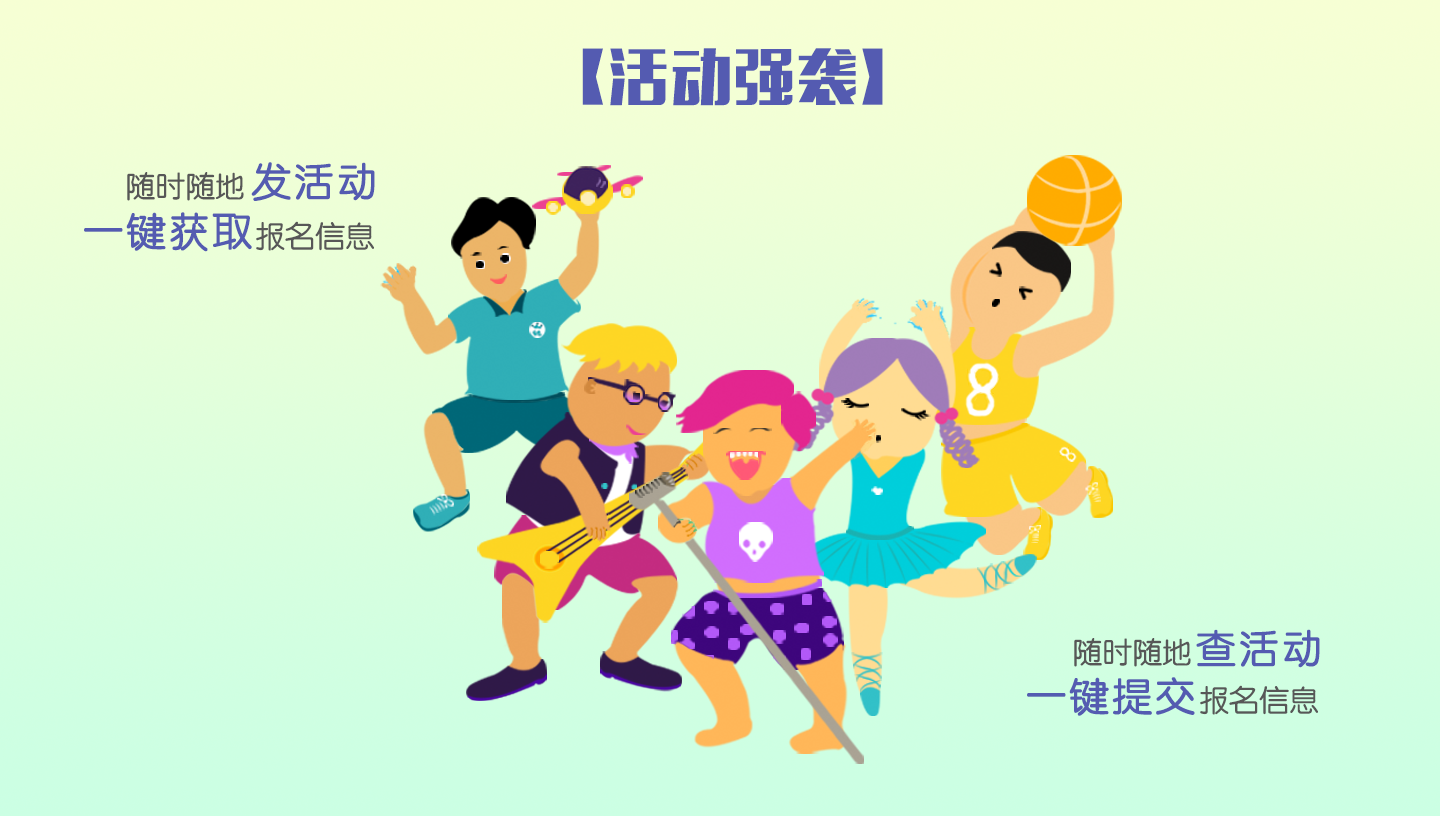 【活动强袭】
随时随地 发活动
一键获取报名信息
8
8
随时随地查活动
一键提交报名信息